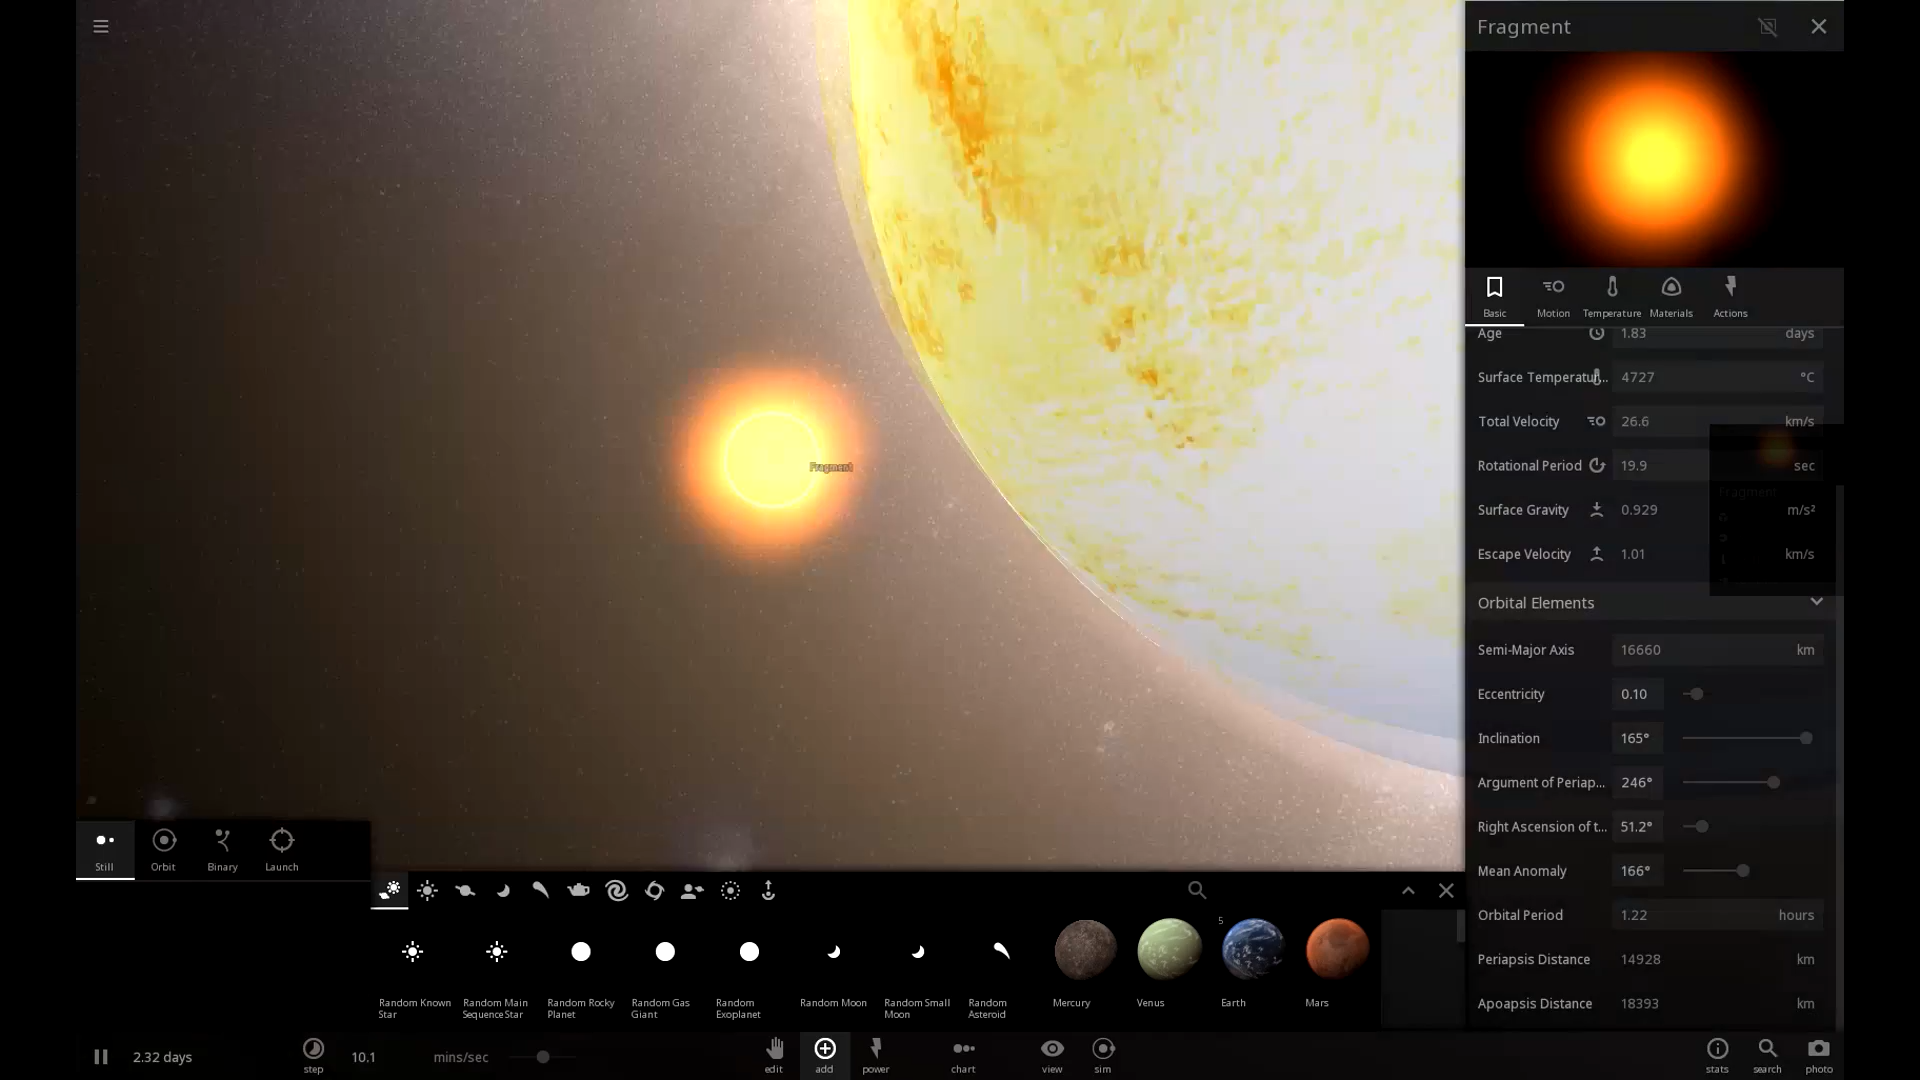 Fragment
Basic
Motion
Temperature
Materials
Actions
Age 1.83 days
Surface Temperatur... 4727 °C
Total Velocity 26.6 km/s
Rotational Period 19.9 sec
Fragment
Surface Gravity 0.929 m/s²
Escape Velocity 1.01 km/s
Orbital Elements
Semi-Major Axis 16660 km
Eccentricity 0.10
Inclination 165°
Argument of Periap... 246°
Right Ascension of t... 51.2°
Mean Anomaly 166°
Orbital Period 1.22 hours
Periapsis Distance 14928 km
Apoapsis Distance 18393 km
Fragment
Still
Orbit
Binary
Launch
5
Random Known Star
Random Main Sequence Star
Random Rocky Planet
Random Gas Giant
Random Exoplanet
Random Moon
Random Small Moon
Random Asteroid
Mercury
Venus
Earth
Mars
2.32 days
step
10.1 mins/sec
edit
add
power
chart
view
sim
stats
search
photo